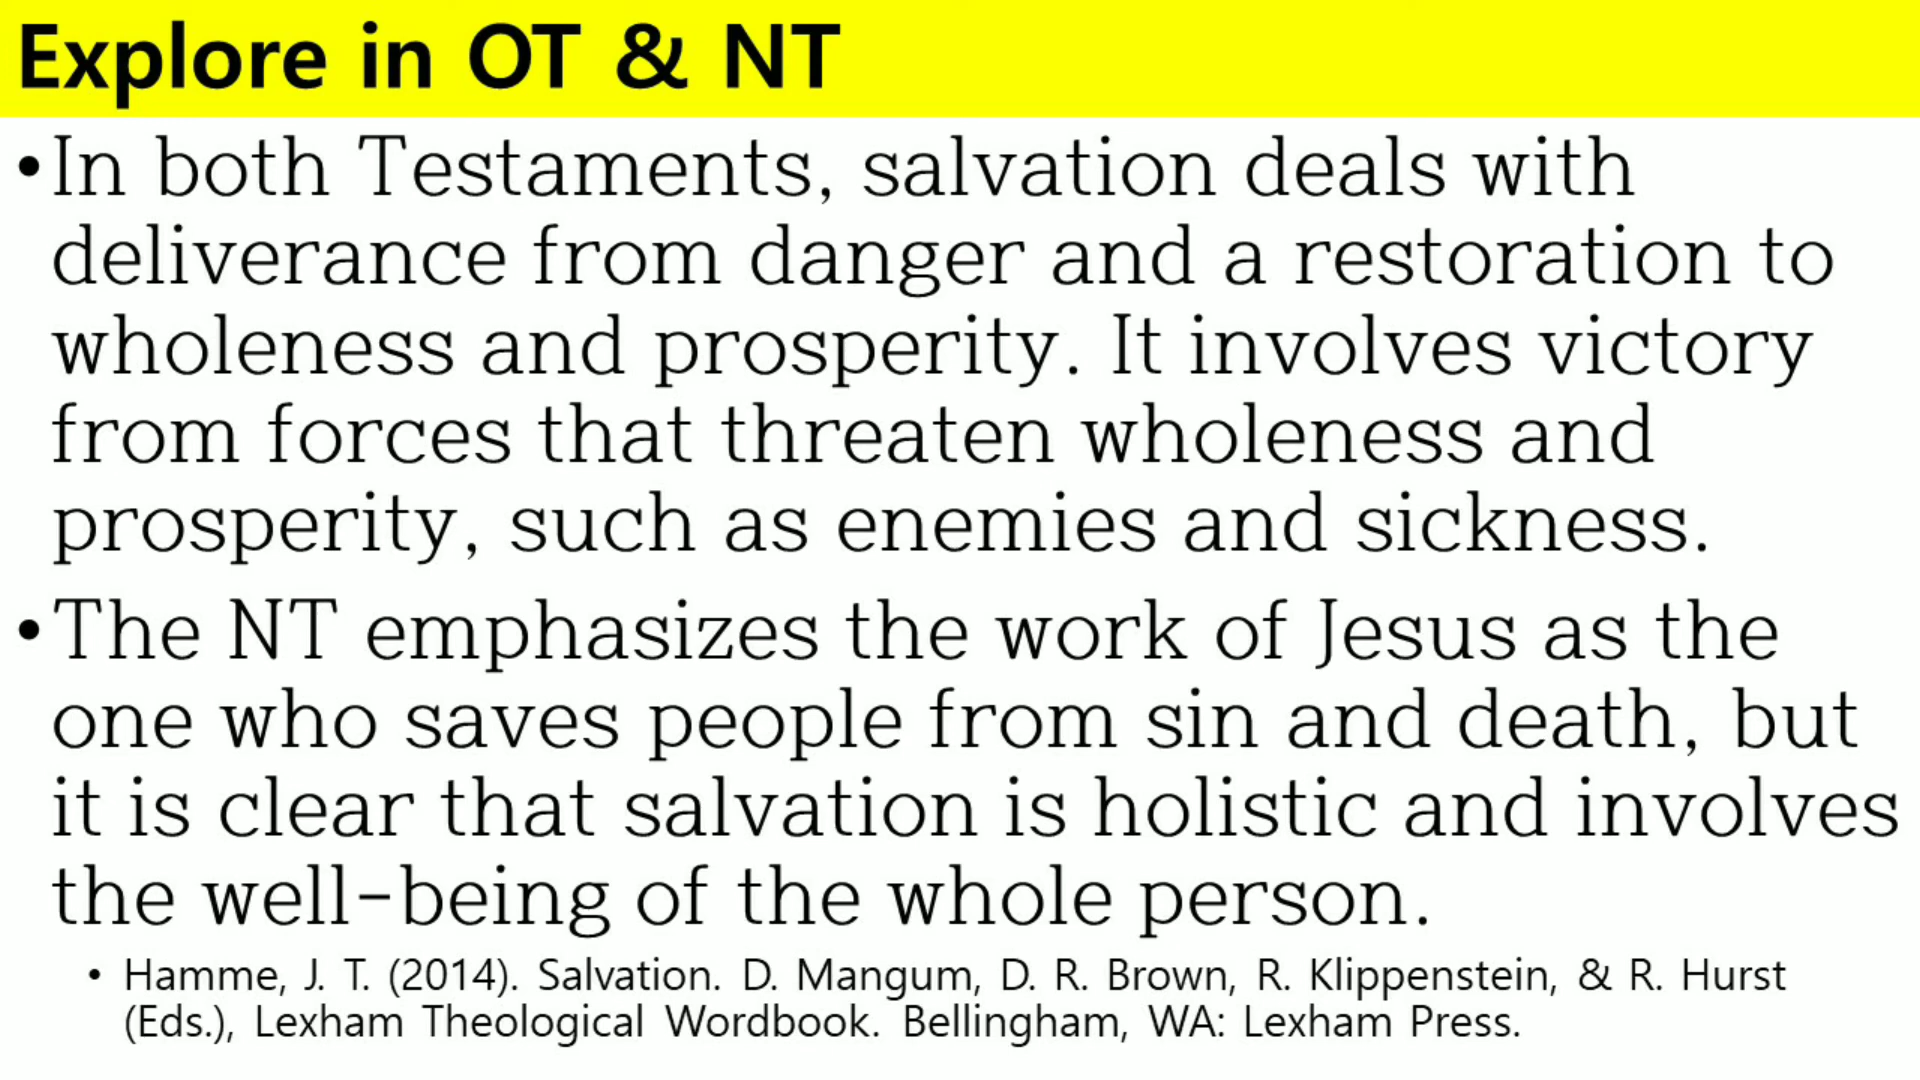 Explore in OT & NT
•In both Testaments, salvation deals with
deliverance from danger and a restoration to
wholeness and prosperity. It involves victory
from forces that threaten wholeness and
prosperity, such as enemies and sickness.
•The NT emphasizes the work of Jesus as the
one who saves people from sin and death, but
it is clear that salvation is holistic and involves
the well-being of the whole person.
• Hamme, J. T. (2014). Salvation. D. Mangum, D. R. Brown, R. Klippenstein, & R. Hurst
(Eds.), Lexham Theological Wordbook. Bellingham, WA: Lexham Press.